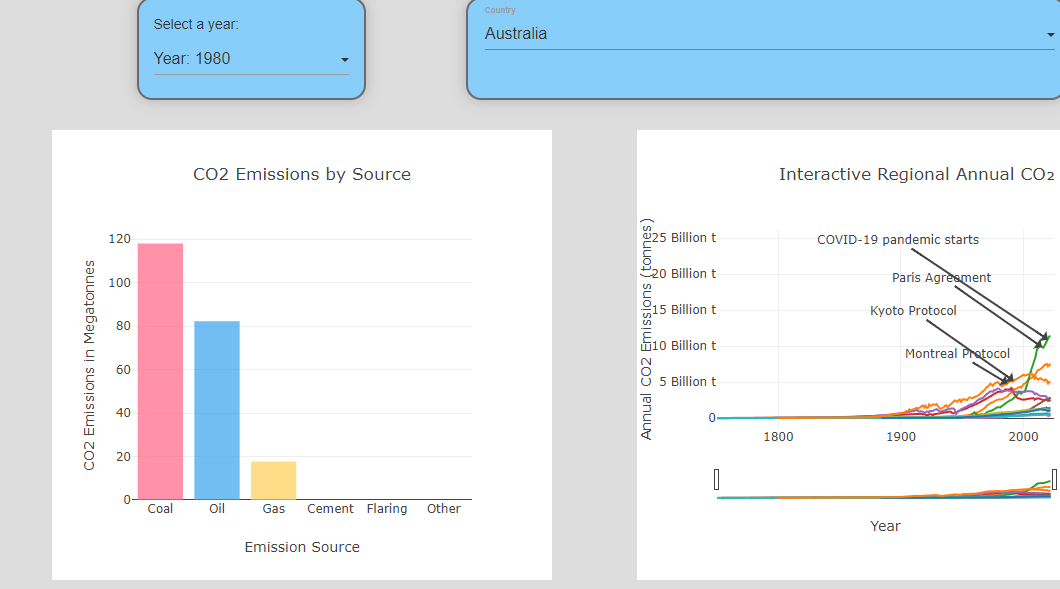 Select a year:
Year: 1980
Country
Australia
CO2 Emissions by Source
CO2 Emissions in Megatonnes
120
100
80
60
40
20
0
Coal Oil Gas Cement Flaring Other
Emission Source
Interactive Regional Annual CO₂
Annual CO2 Emissions (tonnes)
25 Billion t
20 Billion t
15 Billion t
10 Billion t
5 Billion t
0
COVID-19 pandemic starts
Paris Agreement
Kyoto Protocol
Montreal Protocol
1800 1900 2000
Year